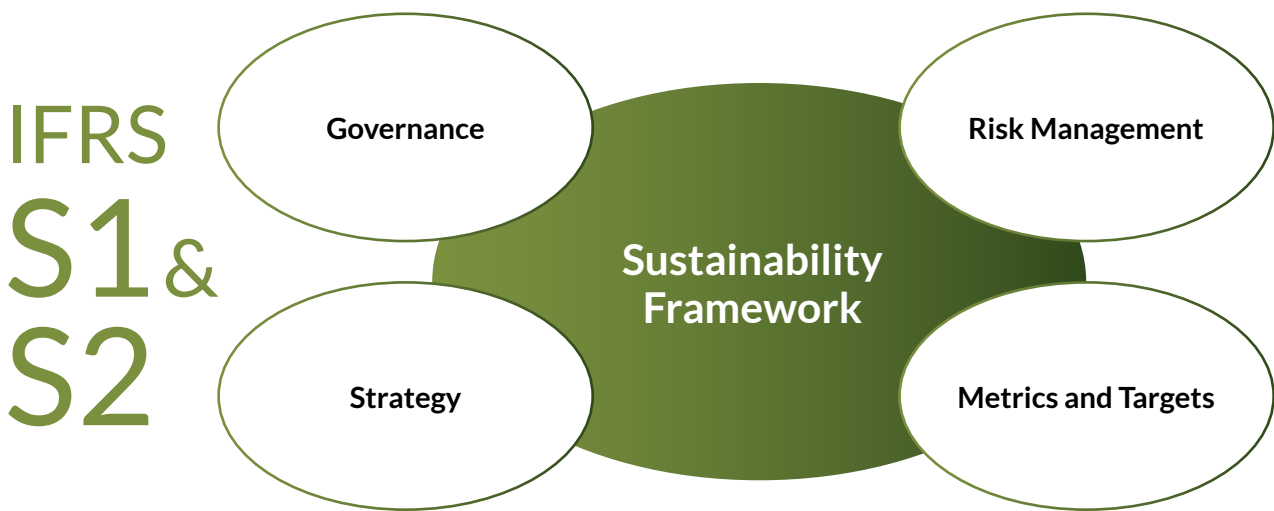 IFRS
S1 &
S2
Governance
Risk Management
Sustainability
Framework
Strategy
Metrics and Targets